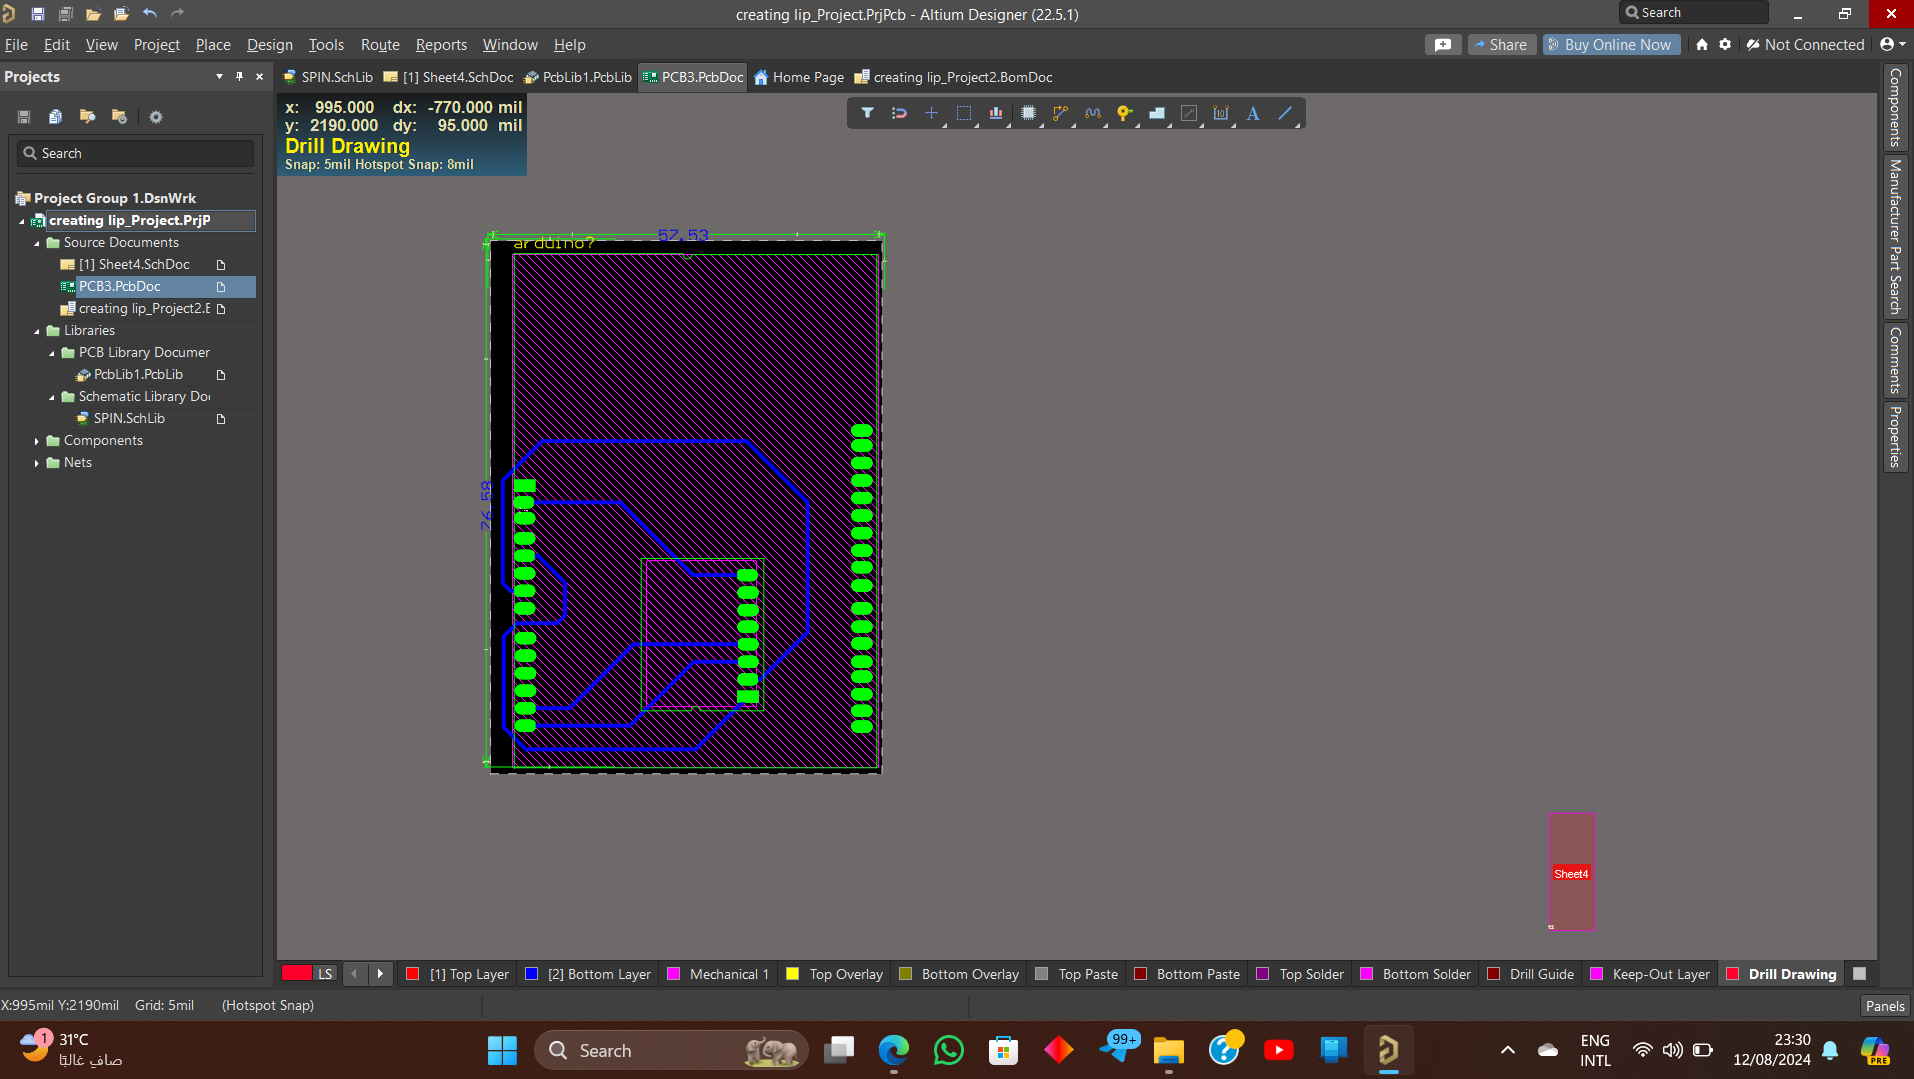 creating lip_Project.PrjPcb - Altium Designer (22.5.1)
Search
File Edit View Project Place Design Tools Route Reports Window Help
Share
Buy Online Now
Not Connected
Projects
SPIN.SchLib
[1] Sheet4.SchDoc
PcbLib1.PcbLib
PCB3.PcbDoc
Home Page
creating lip_Project2.BomDoc
x: 995.000 dx: -770.000 mil
y: 2190.000 dy: 95.000 mil
Drill Drawing
Snap: 5mil Hotspot Snap: 8mil
Search
Project Group 1.DsnWrk
creating lip_Project.PrjP
Source Documents
[1] Sheet4.SchDoc
PCB3.PcbDoc
creating lip_Project2.B
Libraries
PCB Library Documer
PcbLib1.PcbLib
Schematic Library Do
SPIN.SchLib
Components
Nets
57.53
arduino?
76.58
Sheet4
Components
Manufacturer Part Search
Comments
Properties
LS
[1] Top Layer
[2] Bottom Layer
Mechanical 1
Top Overlay
Bottom Overlay
Top Paste
Bottom Paste
Top Solder
Bottom Solder
Drill Guide
Keep-Out Layer
Drill Drawing
X:995mil Y:2190mil Grid: 5mil (Hotspot Snap)
Panels
1
31°C
صافٍ غالبًا
Search
99+
ENG
INTL
23:30
12/08/2024
PRE